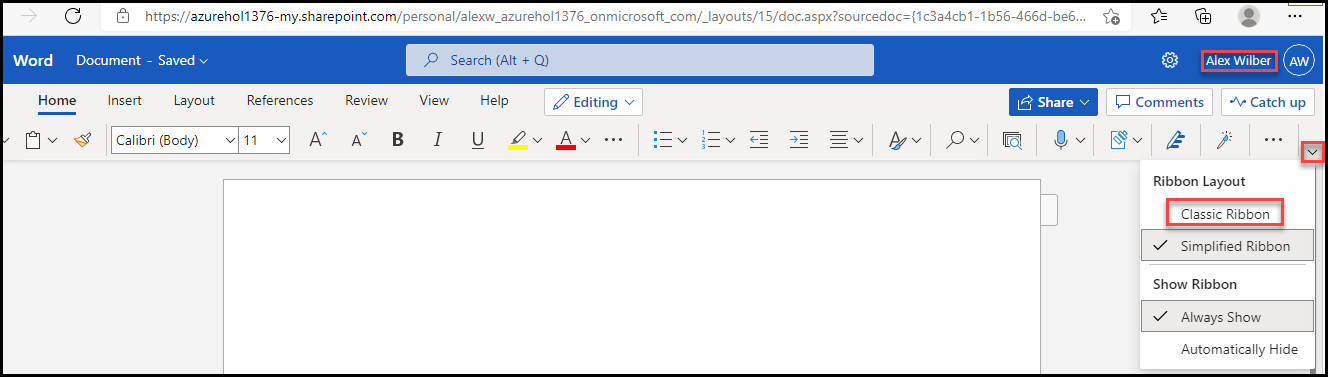 https://azurehol1376-my.sharepoint.com/personal/alexw_azurehol1376_onmicrosoft_com/_layouts/15/doc.aspx?sourcedoc={1c3a4cb1-1b56-466d-be6...
Word Document - Saved Search (Alt + Q) Alex Wilber AW
Home Insert Layout References Review View Help Editing Share Comments Catch up
Calibri (Body) 11 A A B I U A ...
Ribbon Layout
Classic Ribbon
Simplified Ribbon
Show Ribbon
Always Show
Automatically Hide